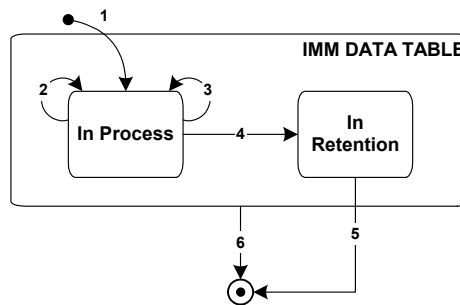 1
IMM DATA TABLE
2
3
In Process
4
In
Retention
6
5